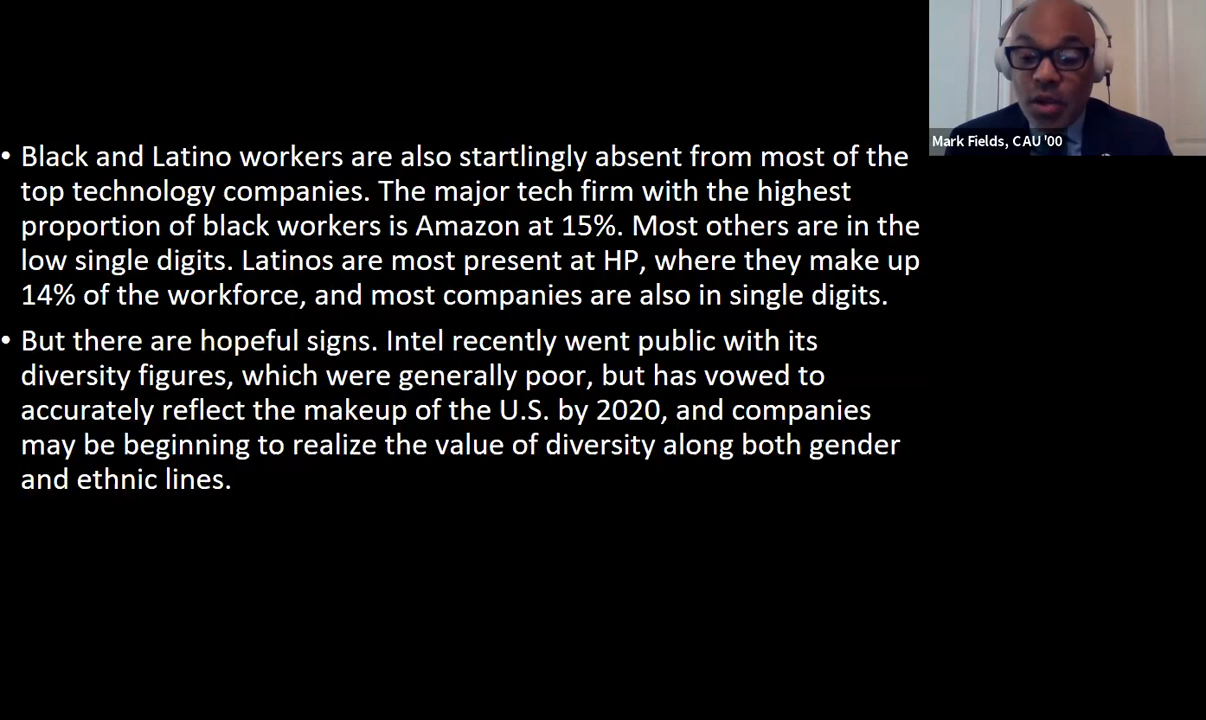 • Black and Latino workers are also startlingly absent from most of the
top technology companies. The major tech firm with the highest
proportion of black workers is Amazon at 15%. Most others are in the
low single digits. Latinos are most present at HP, where they make up
14% of the workforce, and most companies are also in single digits.
• But there are hopeful signs. Intel recently went public with its
diversity figures, which were generally poor, but has vowed to
accurately reflect the makeup of the U.S. by 2020, and companies
may be beginning to realize the value of diversity along both gender
and ethnic lines.
Mark Fields, CAU '00